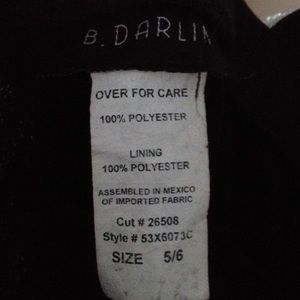 B. DARLIN
OVER FOR CARE
100% POLYESTER
LINING
100% POLYESTER
ASSEMBLED IN MEXICO
OF IMPORTED FABRIC
Cut # 26508
Style # 53X6073C
SIZE 5/6